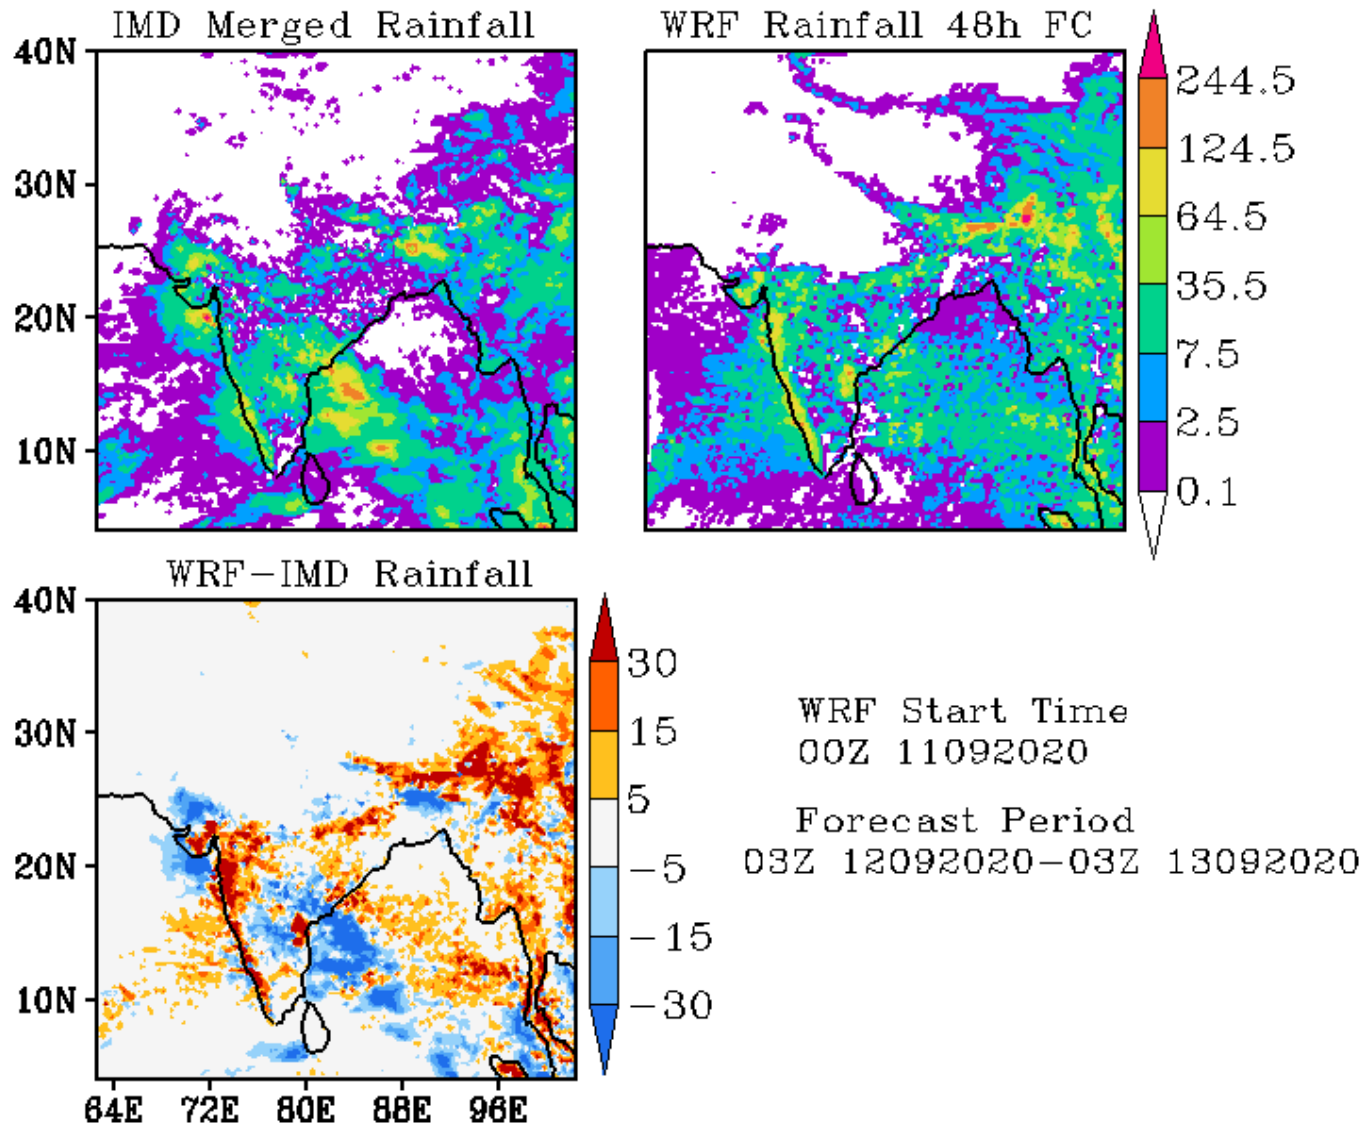 IMD Merged Rainfall
WRF Rainfall 48h FC
40N
30N
20N
10N
244.5
124.5
64.5
35.5
7.5
2.5
0.1
WRF-IMD Rainfall
40N
30N
20N
10N
64E 72E 80E 88E 96E
30
15
5
-5
-15
-30
WRF Start Time
00Z 11092020
Forecast Period
03Z 12092020-03Z 13092020